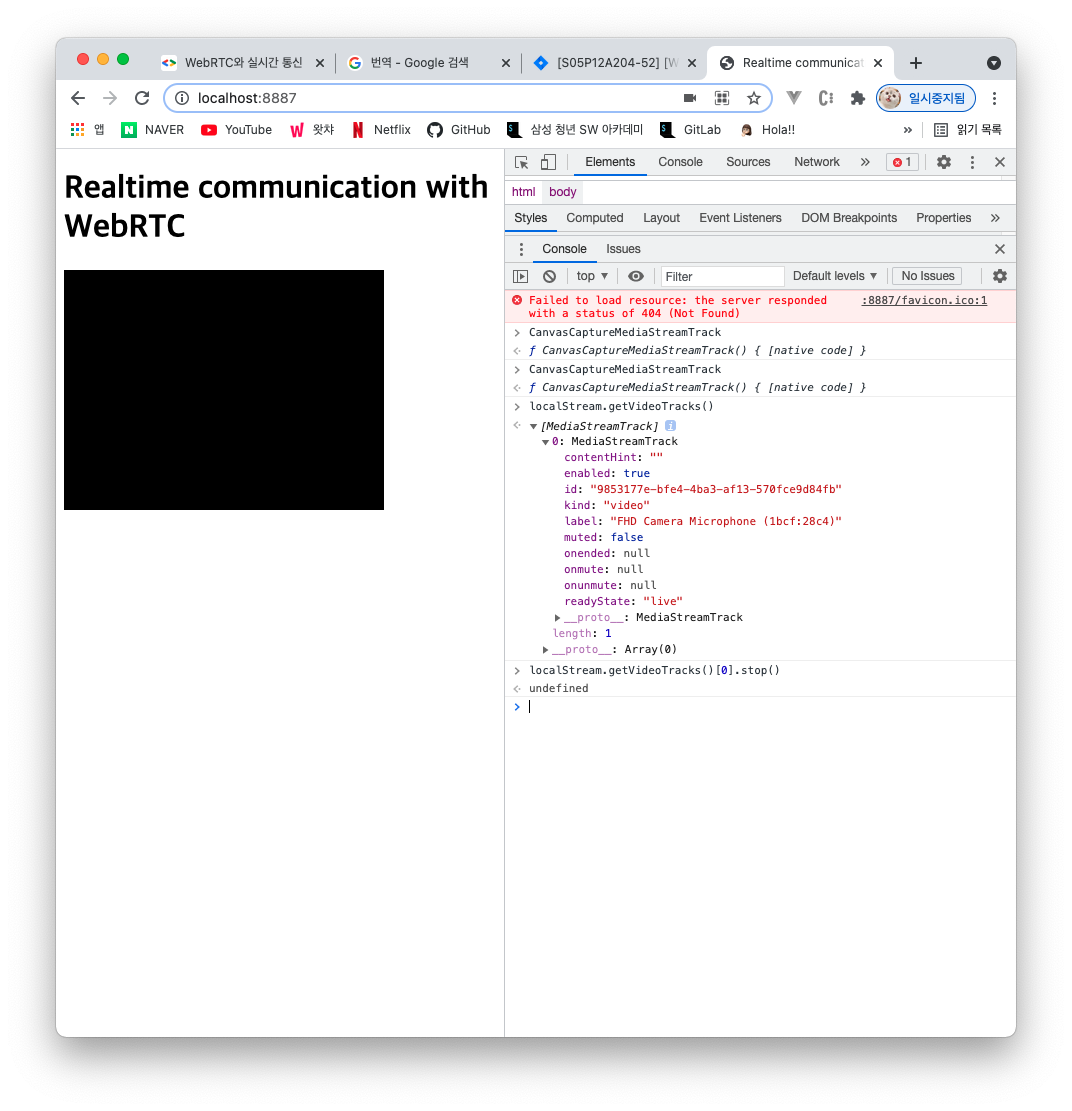 WebRTC와 실시간 통신
번역 - Google 검색
[S05P12A204-52] [W
Realtime communicat
localhost:8887
일시중지됨
앱
NAVER
YouTube
왓챠
Netflix
GitHub
삼성 청년 SW 아카데미
GitLab
Hola!!
»
읽기 목록
Realtime communication with
WebRTC
Elements Console Sources Network » 1
html body
Styles Computed Layout Event Listeners DOM Breakpoints Properties »
Console Issues
top ▼ Filter Default levels ▼ No Issues
Failed to load resource: the server responded :8887/favicon.ico:1
with a status of 404 (Not Found)
CanvasCaptureMediaStreamTrack
ƒ CanvasCaptureMediaStreamTrack() { [native code] }
CanvasCaptureMediaStreamTrack
ƒ CanvasCaptureMediaStreamTrack() { [native code] }
localStream.getVideoTracks()
[MediaStreamTrack] i
0: MediaStreamTrack
contentHint: ""
enabled: true
id: "9853177e-bfe4-4ba3-af13-570fce9d84fb"
kind: "video"
label: "FHD Camera Microphone (1bcf:28c4)"
muted: false
onended: null
onmute: null
onunmute: null
readyState: "live"
__proto__: MediaStreamTrack
length: 1
__proto__: Array(0)
localStream.getVideoTracks()[0].stop()
undefined